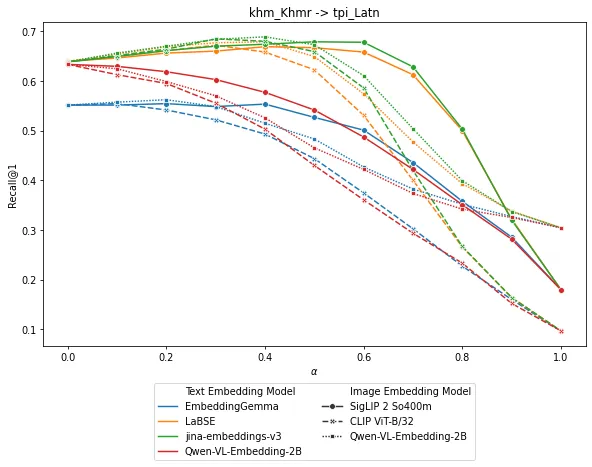 khm_Khmr -> tpi_Latn
Recall@1
0.7
0.6
0.5
0.4
0.3
0.2
0.1
0.0
0.2
0.4
0.6
0.8
1.0
α
Text Embedding Model
EmbeddingGemma
LaBSE
jina-embeddings-v3
Qwen-VL-Embedding-2B
Image Embedding Model
SigLIP 2 So400m
CLIP ViT-B/32
Qwen-VL-Embedding-2B